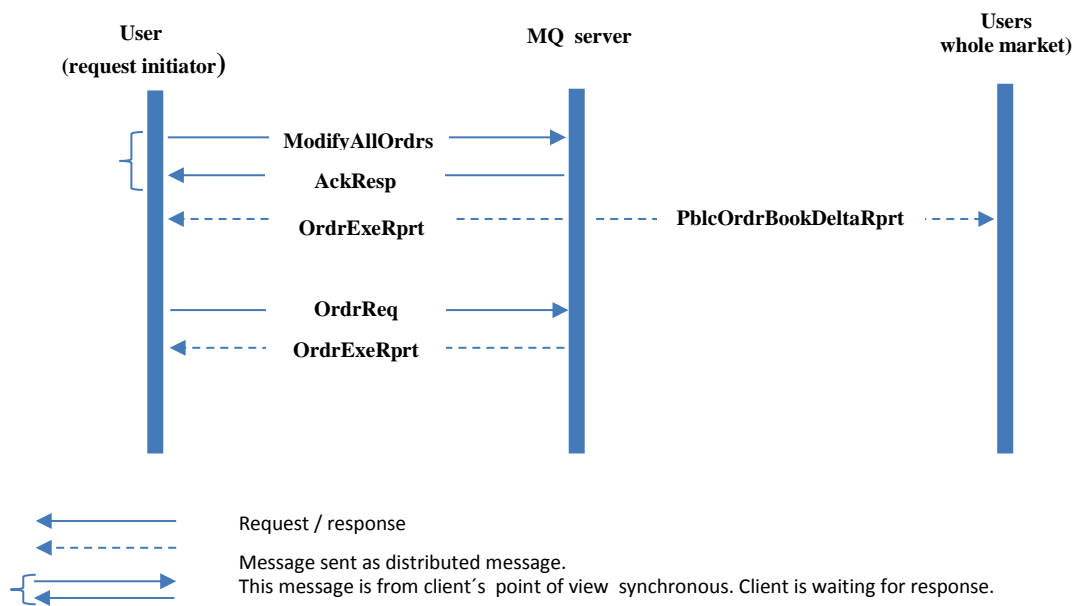 User
(request initiator)
MQ server
Users
whole market)
ModifyAllOrdrs
AckResp
OrdrExeRprt
PblcOrdrBookDeltaRprt
OrdrReq
OrdrExeRprt
Request / response
Message sent as distributed message.
This message is from client´s point of view synchronous. Client is waiting for response.